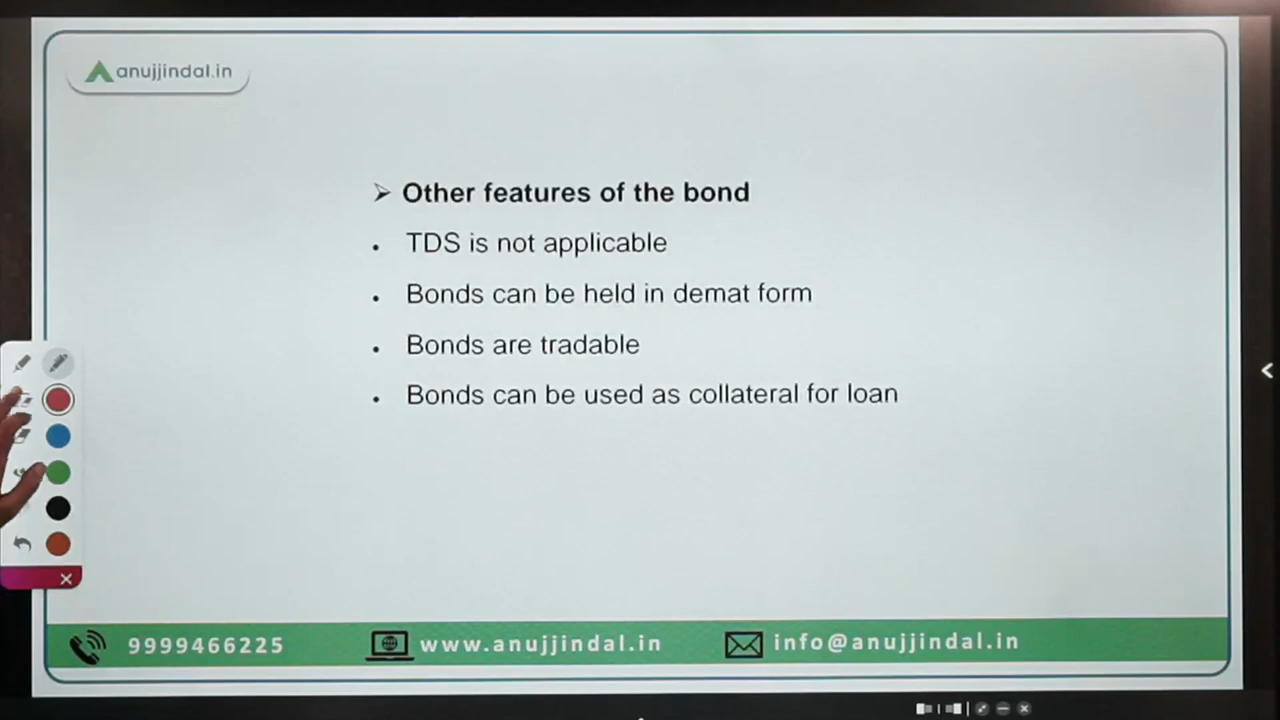 anujjindal.in
Other features of the bond
TDS is not applicable
Bonds can be held in demat form
Bonds are tradable
Bonds can be used as collateral for loan
9999466225 www.anujjindal.in info@anujjindal.in